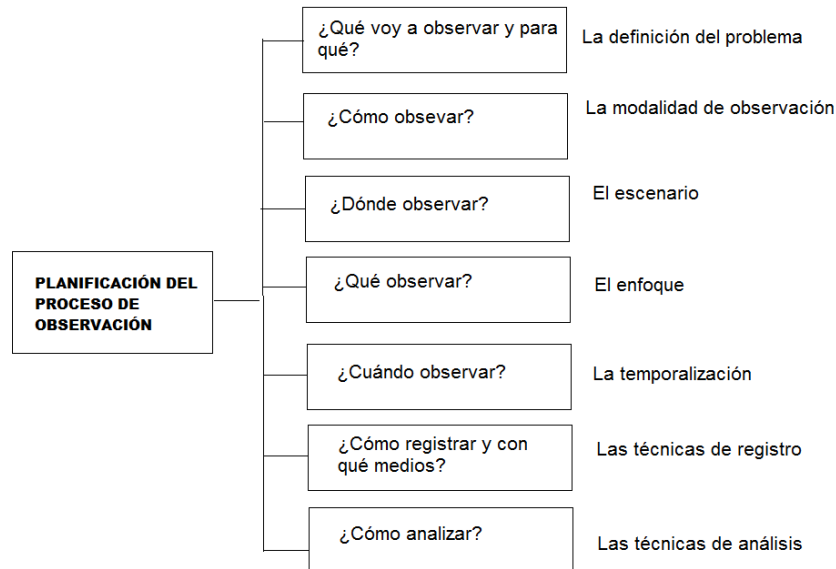 ¿Qué voy a observar y para
qué?
La definición del problema
¿Cómo obsevar?
La modalidad de observación
¿Dónde observar?
El escenario
PLANIFICACIÓN DEL
PROCESO DE
OBSERVACIÓN
¿Qué observar?
El enfoque
¿Cuándo observar?
La temporalización
¿Cómo registrar y con
qué medios?
Las técnicas de registro
¿Cómo analizar?
Las técnicas de análisis